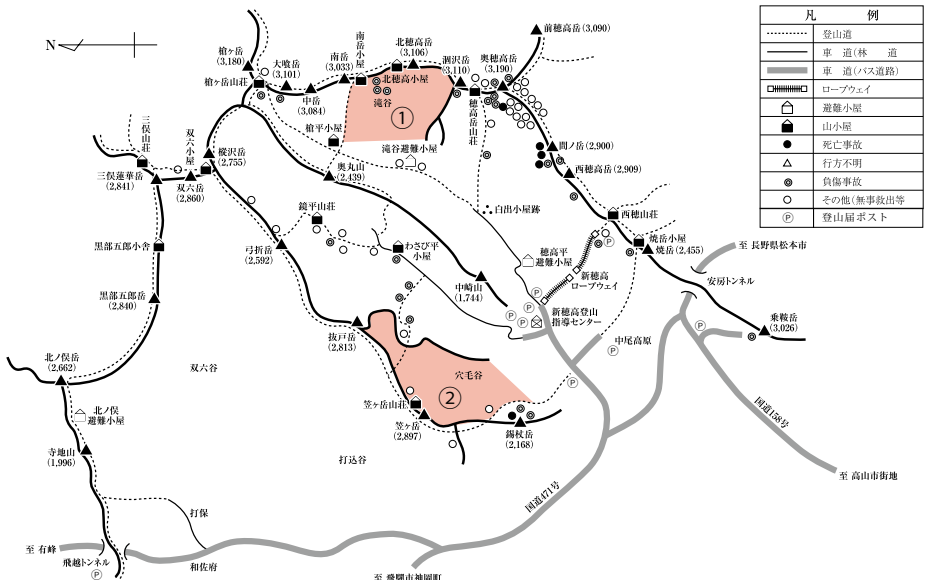 凡 例
登山道
車 道(林 道
車 道(バス道路)
ロープウェイ
避難小屋
山小屋
死亡事故
行方不明
負傷事故
その他(無事救出等
Ⓟ 登山届ポスト
N
槍ヶ岳
(3,180)
槍ヶ岳山荘
大喰岳
(3,101)
中岳
(3,084)
南岳
(3,033)
南岳小屋
北穂高岳
(3,106)
北穂高小屋
滝谷
①
涸沢岳
(3,110)
奥穂高岳
(3,190)
前穂高岳(3,090)
穂高岳山荘
間ノ岳(2,900)
西穂高岳(2,909)
西穂山荘
焼岳小屋
焼岳(2,455)
至 長野県松本市
安房トンネル
乗鞍岳
(3,026)
三俣山荘
双六小屋
樅沢岳
(2,755)
三俣蓮華岳
(2,841)
双六岳
(2,860)
槍平小屋
滝谷避難小屋
奥丸山
(2,439)
白出小屋跡
鏡平山荘
わさび平
小屋
穂高平
避難小屋
新穂高
ロープウェイ
新穂高登山
指導センター
中崎山
(1,744)
弓折岳
(2,592)
黒部五郎小舎
黒部五郎岳
(2,840)
抜戸岳
(2,813)
中尾高原
穴毛谷
②
笠ヶ岳山荘
笠ヶ岳
(2,897)
錫杖岳
(2,168)
北ノ俣岳
(2,662)
北ノ俣
避難小屋
寺地山
(1,996)
双六谷
打込谷
国道158号
至 高山市街地
国道471号
打保
和佐府
至 有峰
飛越トンネル
Ⓟ
至 飛騨市神岡町